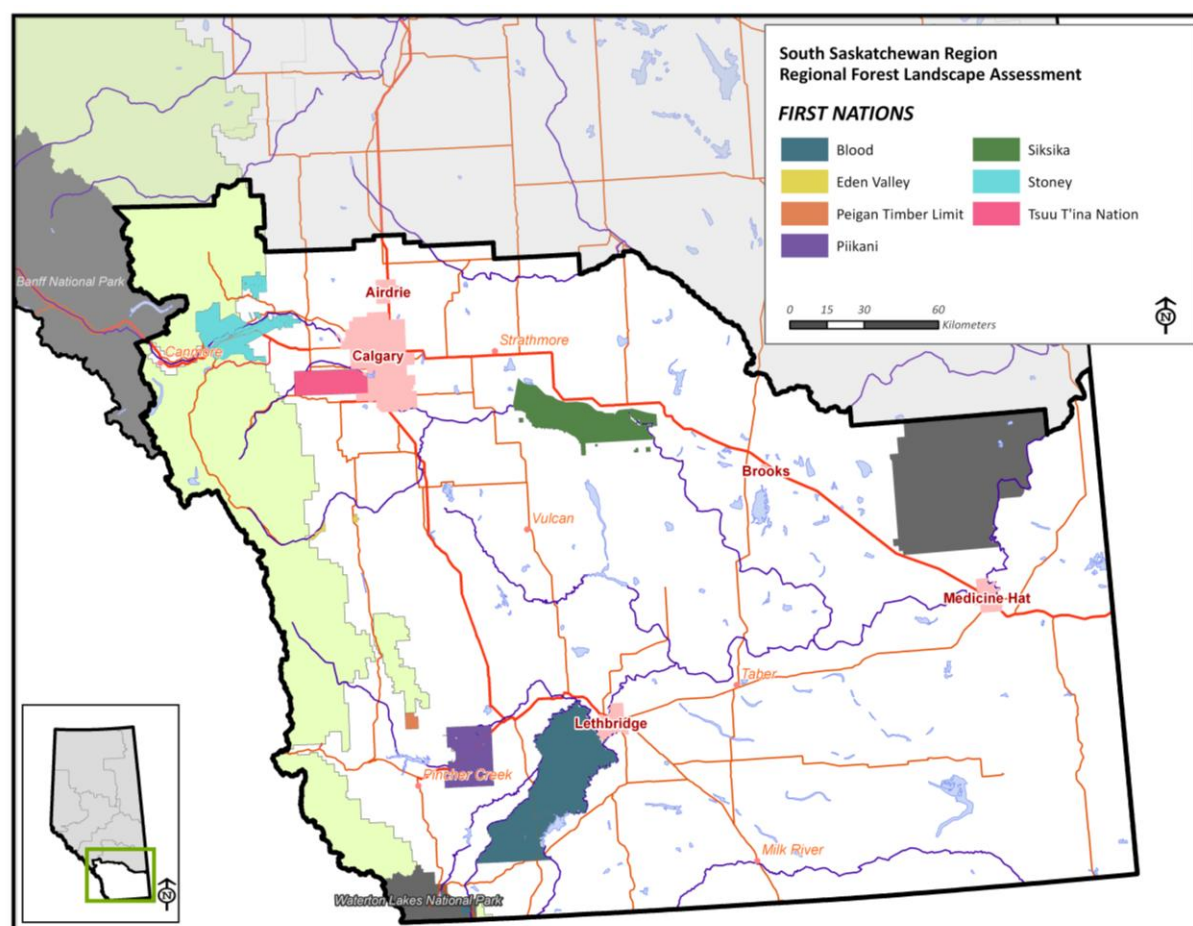 South Saskatchewan Region
Regional Forest Landscape Assessment
FIRST NATIONS
Blood
Siksika
Eden Valley
Stoney
Peigan Timber Limit
Tsuu T'ina Nation
Piikani
0 15 30 60
Kilometers
N
Banff National Park
Airdrie
Canmore
Calgary
Strathmore
Brooks
Vulcan
Medicine Hat
Taber
Lethbridge
Pincher Creek
Milk River
Waterton Lakes National Park
N